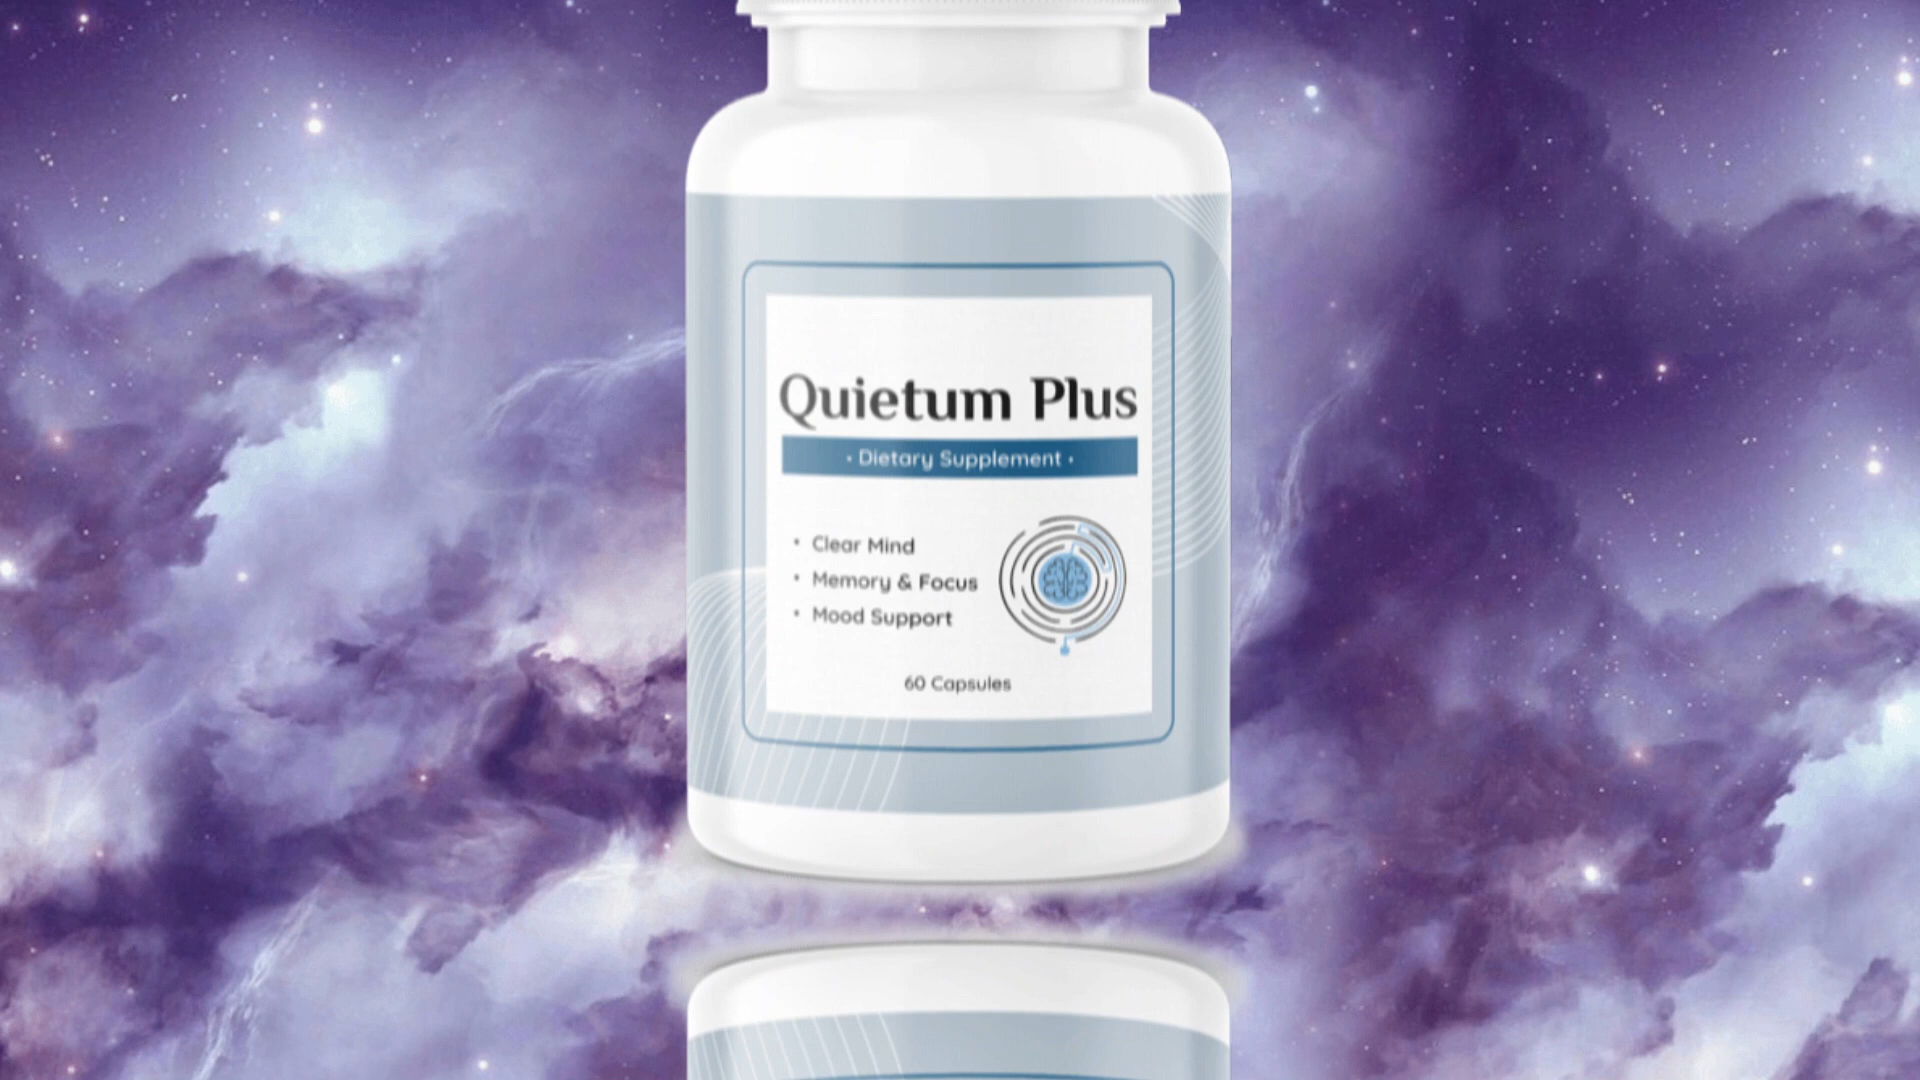 Quietum Plus
• Dietary Supplement •
• Clear Mind
• Memory & Focus
• Mood Support
60 Capsules